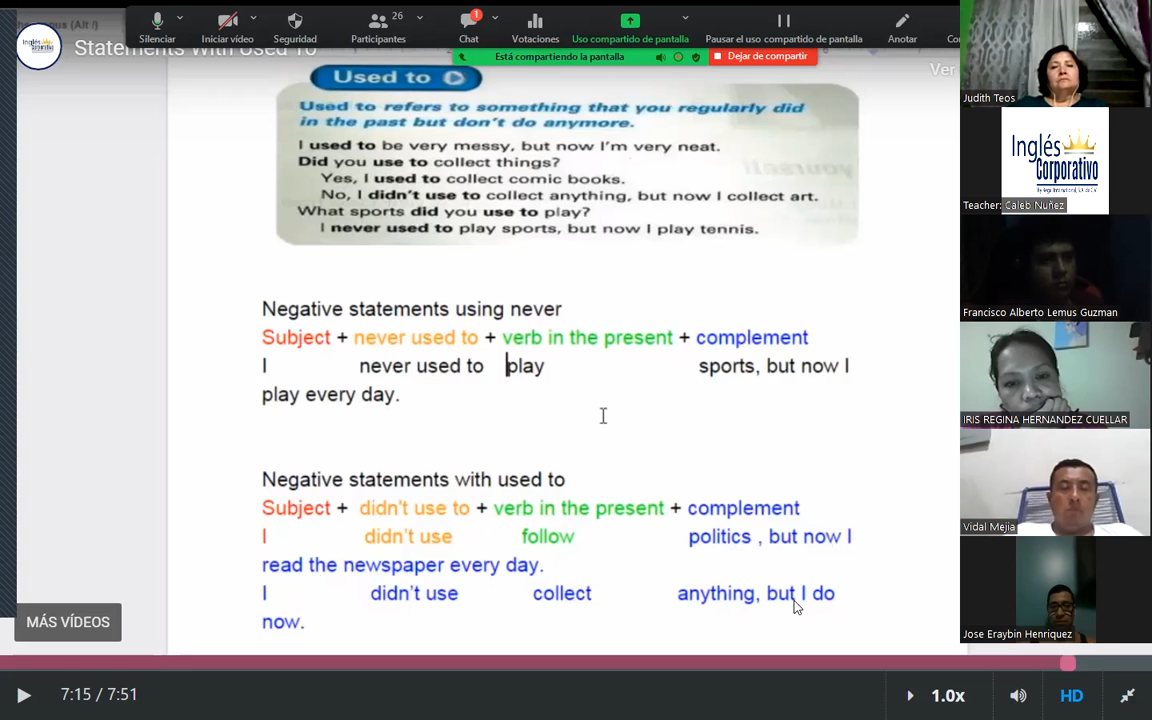 Silenciar
Iniciar vídeo
Seguridad
26
Participantes
1
Chat
Votaciones
Uso compartido de pantalla
Pausar el uso compartido de pantalla
Anotar
Inglés
Corporativo
Statements With Used To
Está compartiendo la pantalla
Dejar de compartir
Ver
Used to
Used to refers to something that you regularly did
in the past but don't do anymore.
I used to be very messy, but now I'm very neat.
Did you use to collect things?
Yes, I used to collect comic books.
No, I didn't use to collect anything, but now I collect art.
What sports did you use to play?
I never used to play sports, but now I play tennis.
Negative statements using never
Subject + never used to + verb in the present + complement
I never used to play sports, but now I
play every day.
Negative statements with used to
Subject + didn't use to + verb in the present + complement
I didn't use follow politics , but now I
read the newspaper every day.
I didn't use collect anything, but I do
now.
MÁS VÍDEOS
7:15 / 7:51
1.0x
HD
Judith Teos
Inglés
Corporativo
Teacher: Caleb Nuñez
Francisco Alberto Lemus Guzman
IRIS REGINA HERNANDEZ CUELLAR
Vidal Mejia
Jose Eraybin Henriquez